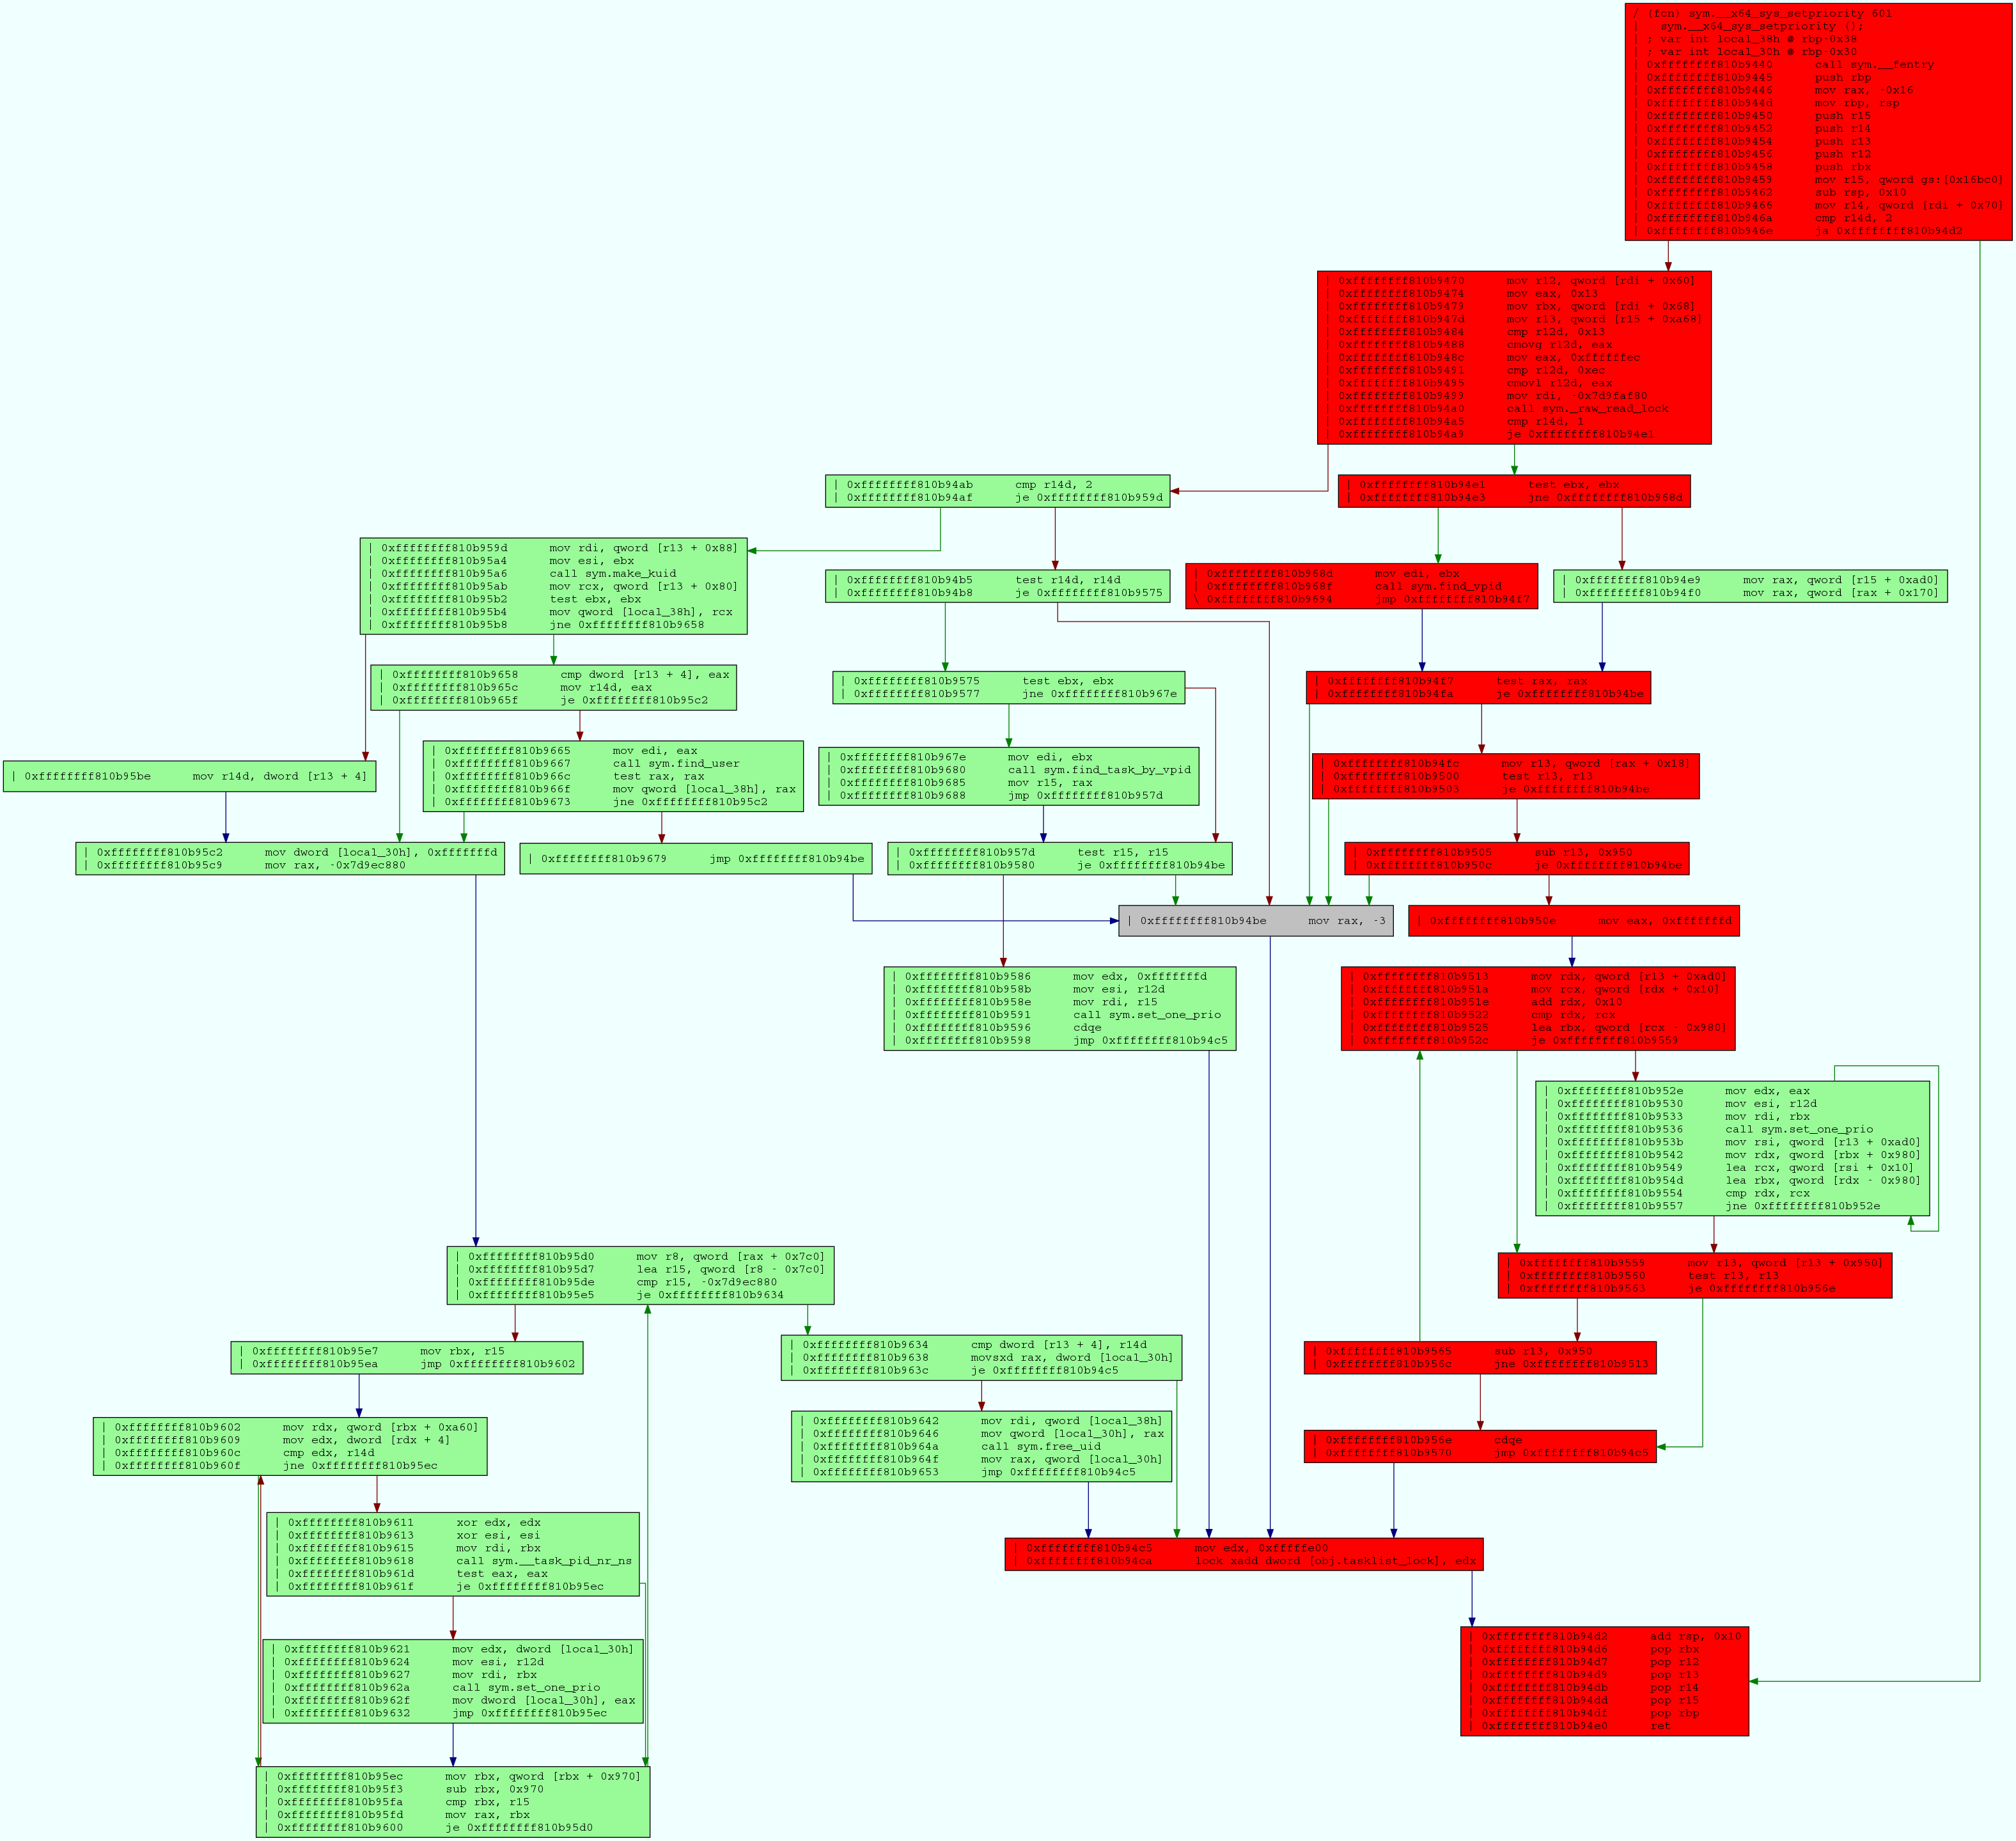 / (fcn) sym.__x64_sys_setpriority 601
|   sym.__x64_sys_setpriority ();
| ; var int local_38h @ rbp-0x38
| ; var int local_30h @ rbp-0x30
| 0xffffffff810b9440      call sym.__fentry
| 0xffffffff810b9445      push rbp
| 0xffffffff810b9446      mov rax, -0x16
| 0xffffffff810b944d      mov rbp, rsp
| 0xffffffff810b9450      push r15
| 0xffffffff810b9452      push r14
| 0xffffffff810b9454      push r13
| 0xffffffff810b9456      push r12
| 0xffffffff810b9458      push rbx
| 0xffffffff810b9459      mov r15, qword gs:[0x16bc0]
| 0xffffffff810b9462      sub rsp, 0x10
| 0xffffffff810b9466      mov r14, qword [rdi + 0x70]
| 0xffffffff810b946a      cmp r14d, 2
| 0xffffffff810b946e      ja 0xffffffff810b94d2
| 0xffffffff810b9470      mov r12, qword [rdi + 0x60]
| 0xffffffff810b9474      mov eax, 0x13
| 0xffffffff810b9479      mov rbx, qword [rdi + 0x68]
| 0xffffffff810b947d      mov r13, qword [r15 + 0xa68]
| 0xffffffff810b9484      cmp r12d, 0x13
| 0xffffffff810b9488      cmovg r12d, eax
| 0xffffffff810b948c      mov eax, 0xffffffec
| 0xffffffff810b9491      cmp r12d, 0xec
| 0xffffffff810b9495      cmovl r12d, eax
| 0xffffffff810b9499      mov rdi, -0x7d9faf80
| 0xffffffff810b94a0      call sym._raw_read_lock
| 0xffffffff810b94a5      cmp r14d, 1
| 0xffffffff810b94a9      je 0xffffffff810b94e1
| 0xffffffff810b94ab      cmp r14d, 2
| 0xffffffff810b94af      je 0xffffffff810b959d
| 0xffffffff810b94e1      test ebx, ebx
| 0xffffffff810b94e3      jne 0xffffffff810b968d
| 0xffffffff810b959d      mov rdi, qword [r13 + 0x88]
| 0xffffffff810b95a4      mov esi, ebx
| 0xffffffff810b95a6      call sym.make_kuid
| 0xffffffff810b95ab      mov rcx, qword [r13 + 0x80]
| 0xffffffff810b95b2      test ebx, ebx
| 0xffffffff810b95b4      mov qword [local_38h], rcx
| 0xffffffff810b95b8      jne 0xffffffff810b9658
| 0xffffffff810b94b5      test r14d, r14d
| 0xffffffff810b94b8      je 0xffffffff810b9575
| 0xffffffff810b968d      mov edi, ebx
| 0xffffffff810b968f      call sym.find_vpid
\ 0xffffffff810b9694      jmp 0xffffffff810b94f7
| 0xffffffff810b94e9      mov rax, qword [r15 + 0xad0]
| 0xffffffff810b94f0      mov rax, qword [rax + 0x170]
| 0xffffffff810b9658      cmp dword [r13 + 4], eax
| 0xffffffff810b965c      mov r14d, eax
| 0xffffffff810b965f      je 0xffffffff810b95c2
| 0xffffffff810b9575      test ebx, ebx
| 0xffffffff810b9577      jne 0xffffffff810b967e
| 0xffffffff810b94f7      test rax, rax
| 0xffffffff810b94fa      je 0xffffffff810b94be
| 0xffffffff810b95be      mov r14d, dword [r13 + 4]
| 0xffffffff810b9665      mov edi, eax
| 0xffffffff810b9667      call sym.find_user
| 0xffffffff810b966c      test rax, rax
| 0xffffffff810b966f      mov qword [local_38h], rax
| 0xffffffff810b9673      jne 0xffffffff810b95c2
| 0xffffffff810b967e      mov edi, ebx
| 0xffffffff810b9680      call sym.find_task_by_vpid
| 0xffffffff810b9685      mov r15, rax
| 0xffffffff810b9688      jmp 0xffffffff810b957d
| 0xffffffff810b94fc      mov r13, qword [rax + 0x18]
| 0xffffffff810b9500      test r13, r13
| 0xffffffff810b9503      je 0xffffffff810b94be
| 0xffffffff810b95c2      mov dword [local_30h], 0xfffffffd
| 0xffffffff810b95c9      mov rax, -0x7d9ec880
| 0xffffffff810b9679      jmp 0xffffffff810b94be
| 0xffffffff810b957d      test r15, r15
| 0xffffffff810b9580      je 0xffffffff810b94be
| 0xffffffff810b9505      sub r13, 0x950
| 0xffffffff810b950c      je 0xffffffff810b94be
| 0xffffffff810b94be      mov rax, -3
| 0xffffffff810b950e      mov eax, 0xfffffffd
| 0xffffffff810b9586      mov edx, 0xfffffffd
| 0xffffffff810b958b      mov esi, r12d
| 0xffffffff810b958e      mov rdi, r15
| 0xffffffff810b9591      call sym.set_one_prio
| 0xffffffff810b9596      cdqe
| 0xffffffff810b9598      jmp 0xffffffff810b94c5
| 0xffffffff810b9513      mov rdx, qword [r13 + 0xad0]
| 0xffffffff810b951a      mov rcx, qword [rdx + 0x10]
| 0xffffffff810b951e      add rdx, 0x10
| 0xffffffff810b9522      cmp rdx, rcx
| 0xffffffff810b9525      lea rbx, qword [rcx - 0x980]
| 0xffffffff810b952c      je 0xffffffff810b9559
| 0xffffffff810b952e      mov edx, eax
| 0xffffffff810b9530      mov esi, r12d
| 0xffffffff810b9533      mov rdi, rbx
| 0xffffffff810b9536      call sym.set_one_prio
| 0xffffffff810b953b      mov rsi, qword [r13 + 0xad0]
| 0xffffffff810b9542      mov rdx, qword [rbx + 0x980]
| 0xffffffff810b9549      lea rcx, qword [rsi + 0x10]
| 0xffffffff810b954d      lea rbx, qword [rdx - 0x980]
| 0xffffffff810b9554      cmp rdx, rcx
| 0xffffffff810b9557      jne 0xffffffff810b952e
| 0xffffffff810b95d0      mov r8, qword [rax + 0x7c0]
| 0xffffffff810b95d7      lea r15, qword [r8 - 0x7c0]
| 0xffffffff810b95de      cmp r15, -0x7d9ec880
| 0xffffffff810b95e5      je 0xffffffff810b9634
| 0xffffffff810b9559      mov r13, qword [r13 + 0x950]
| 0xffffffff810b9560      test r13, r13
| 0xffffffff810b9563      je 0xffffffff810b956e
| 0xffffffff810b95e7      mov rbx, r15
| 0xffffffff810b95ea      jmp 0xffffffff810b9602
| 0xffffffff810b9634      cmp dword [r13 + 4], r14d
| 0xffffffff810b9638      movsxd rax, dword [local_30h]
| 0xffffffff810b963c      je 0xffffffff810b94c5
| 0xffffffff810b9565      sub r13, 0x950
| 0xffffffff810b956c      jne 0xffffffff810b9513
| 0xffffffff810b9602      mov rdx, qword [rbx + 0xa60]
| 0xffffffff810b9609      mov edx, dword [rdx + 4]
| 0xffffffff810b960c      cmp edx, r14d
| 0xffffffff810b960f      jne 0xffffffff810b95ec
| 0xffffffff810b9642      mov rdi, qword [local_38h]
| 0xffffffff810b9646      mov qword [local_30h], rax
| 0xffffffff810b964a      call sym.free_uid
| 0xffffffff810b964f      mov rax, qword [local_30h]
| 0xffffffff810b9653      jmp 0xffffffff810b94c5
| 0xffffffff810b956e      cdqe
| 0xffffffff810b9570      jmp 0xffffffff810b94c5
| 0xffffffff810b9611      xor edx, edx
| 0xffffffff810b9613      xor esi, esi
| 0xffffffff810b9615      mov rdi, rbx
| 0xffffffff810b9618      call sym.__task_pid_nr_ns
| 0xffffffff810b961d      test eax, eax
| 0xffffffff810b961f      je 0xffffffff810b95ec
| 0xffffffff810b94c5      mov edx, 0xfffffe00
| 0xffffffff810b94ca      lock xadd dword [obj.tasklist_lock], edx
| 0xffffffff810b9621      mov edx, dword [local_30h]
| 0xffffffff810b9624      mov esi, r12d
| 0xffffffff810b9627      mov rdi, rbx
| 0xffffffff810b962a      call sym.set_one_prio
| 0xffffffff810b962f      mov dword [local_30h], eax
| 0xffffffff810b9632      jmp 0xffffffff810b95ec
| 0xffffffff810b94d2      add rsp, 0x10
| 0xffffffff810b94d6      pop rbx
| 0xffffffff810b94d7      pop r12
| 0xffffffff810b94d9      pop r13
| 0xffffffff810b94db      pop r14
| 0xffffffff810b94dd      pop r15
| 0xffffffff810b94df      pop rbp
| 0xffffffff810b94e0      ret
| 0xffffffff810b95ec      mov rbx, qword [rbx + 0x970]
| 0xffffffff810b95f3      sub rbx, 0x970
| 0xffffffff810b95fa      cmp rbx, r15
| 0xffffffff810b95fd      mov rax, rbx
| 0xffffffff810b9600      je 0xffffffff810b95d0